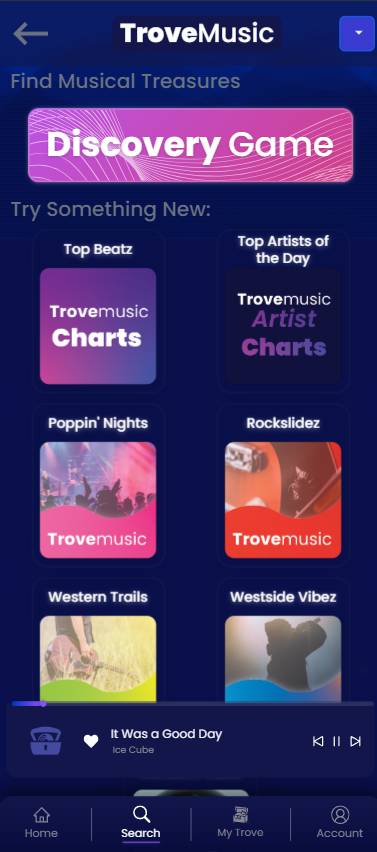 TroveMusic
Find Musical Treasures
Discovery Game
Try Something New:
Top Beatz
Trovemusic
Charts
Top Artists of
the Day
Trovemusic
Artist
Charts
Poppin' Nights
Trovemusic
Rockslidez
Trovemusic
Western Trails
Westside Vibez
It Was a Good Day
Ice Cube
Home
Search
My Trove
Account